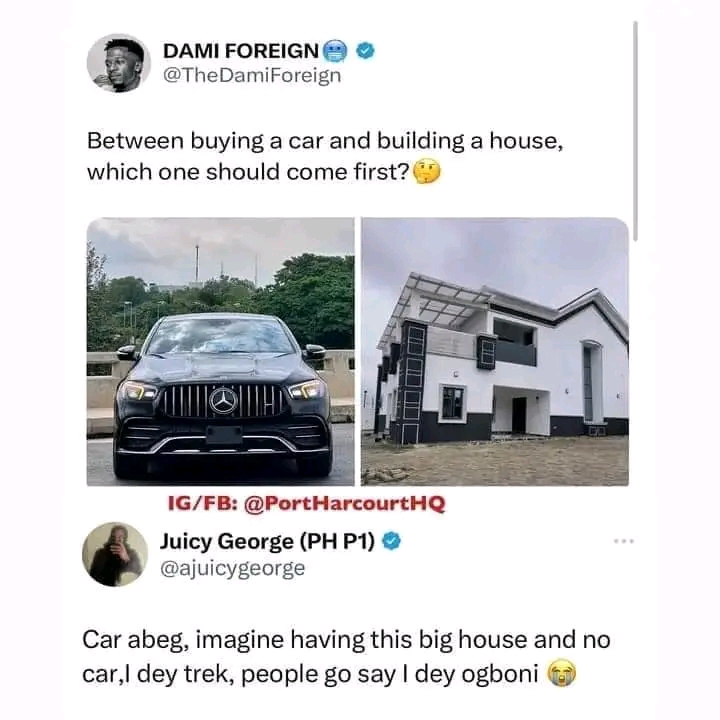 DAMI FOREIGN🥶
@TheDamiForeign
Between buying a car and building a house,
which one should come first?🤔
IG/FB: @PortHarcourtHQ
Juicy George (PH P1)
@ajuicygeorge
Car abeg, imagine having this big house and no
car,I dey trek, people go say I dey ogboni 😭